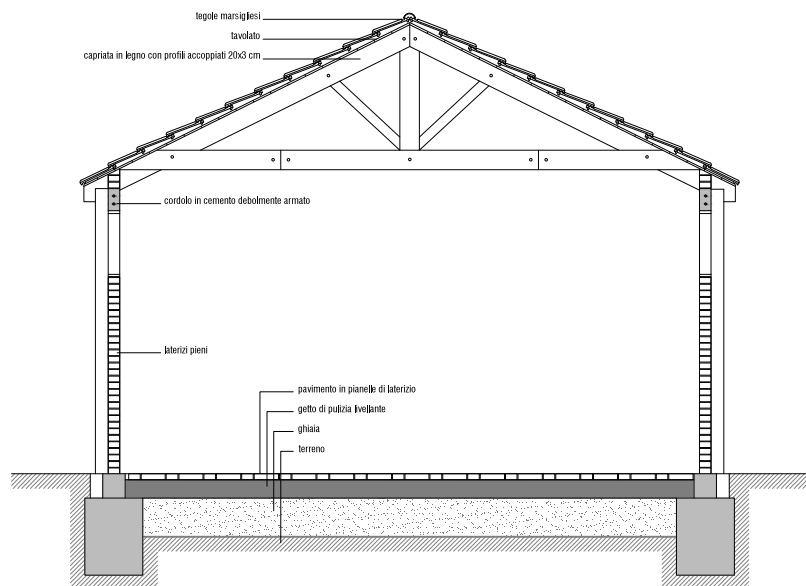 tegole marsigliesi
tavolato
capriata in legno con profili accoppiati 20x3 cm
cordolo in cemento debolmente armato
laterizi pieni
pavimento in pianelle di laterizio
getto di pulizia livellante
ghiaia
terreno